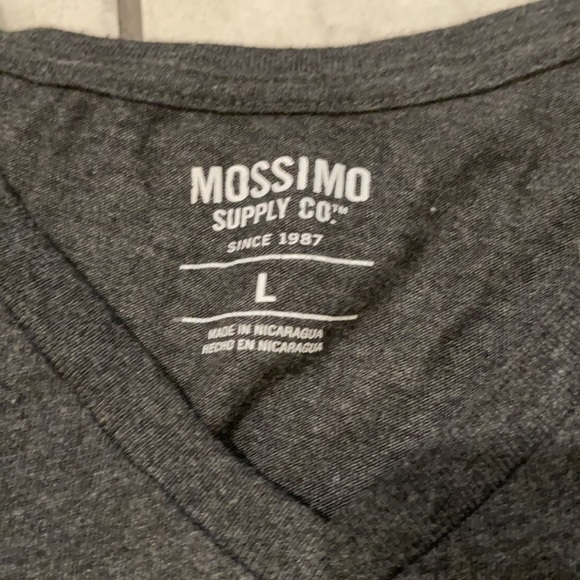 MOSSIMO
SUPPLY CO.™
SINCE 1987
L
MADE IN NICARAGUA
HECHO EN NICARAGUA